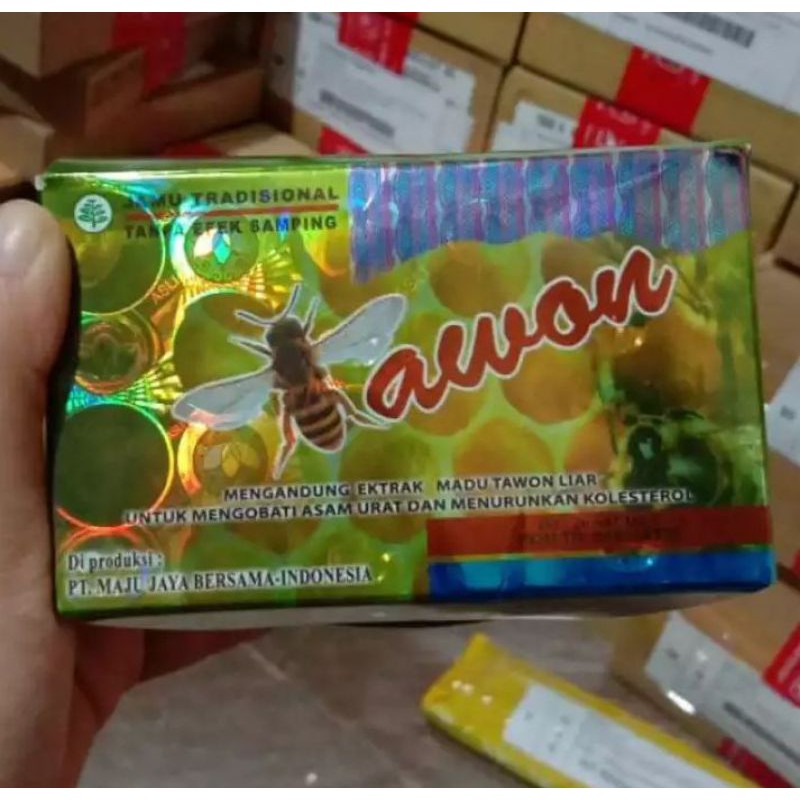 JAMU TRADISIONAL
TANPA EFEK SAMPING
awon
MENGANDUNG EKTRAK MADU TAWON LIAR
UNTUK MENGOBATI ASAM URAT DAN MENURUNKAN KOLESTEROL
Di produksi :
PT. MAJU JAYA BERSAMA-INDONESIA